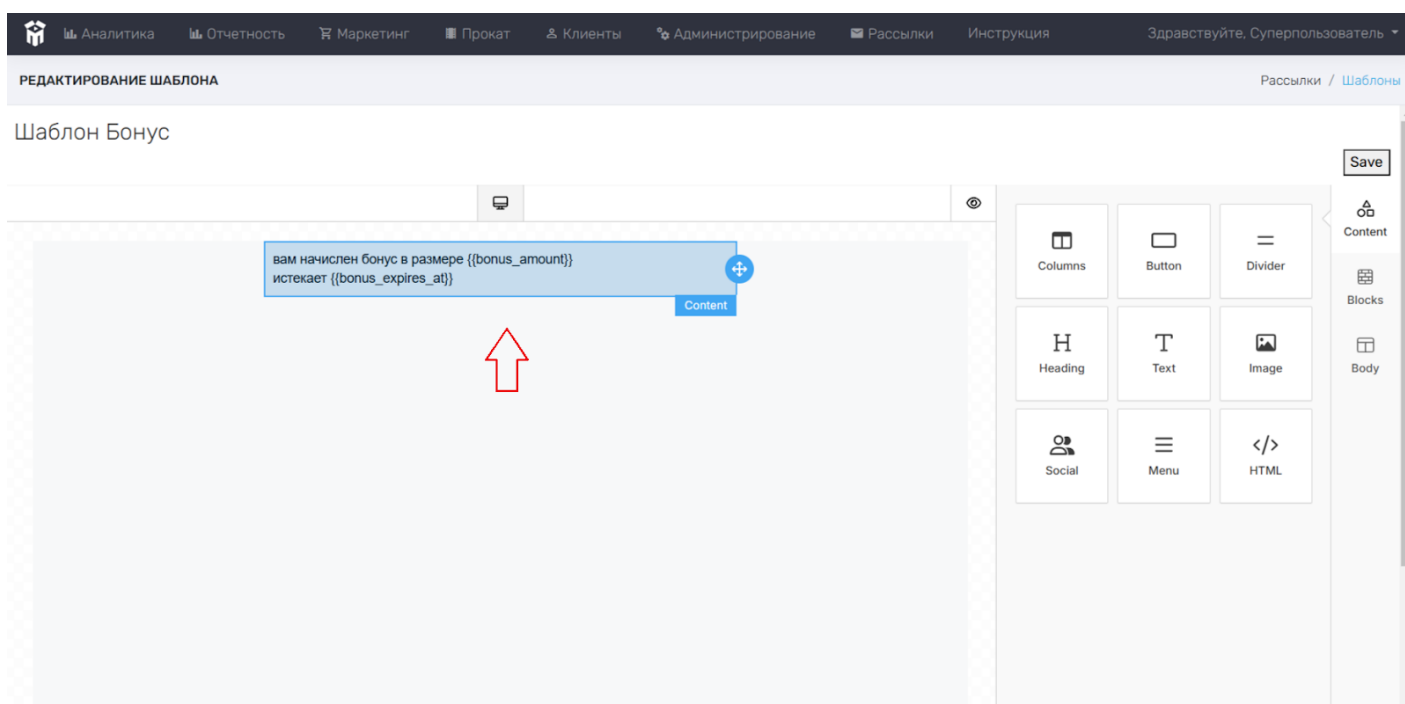 Аналитика Отчетность Маркетинг Прокат Клиенты Администрирование Рассылки Инструкция Здравствуйте, Суперпользователь
РЕДАКТИРОВАНИЕ ШАБЛОНА Рассылки / Шаблоны
Шаблон Бонус
Save
вам начислен бонус в размере {{bonus_amount}}
истекает {{bonus_expires_at}}
Content
Columns Button Divider
Heading Text Image
Social Menu HTML
Content
Blocks
Body